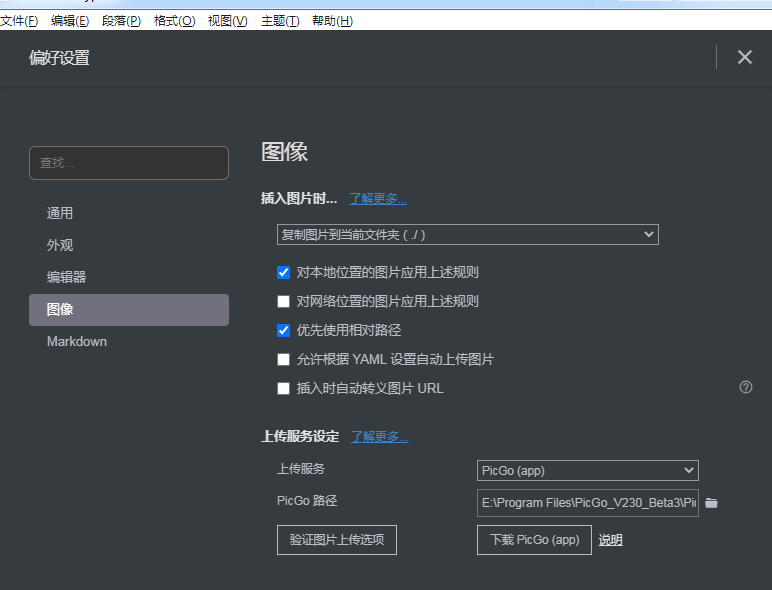 文件(F) 编辑(E) 段落(P) 格式(O) 视图(V) 主题(T) 帮助(H)
偏好设置
查找...
通用
外观
编辑器
图像
Markdown
图像
插入图片时... 了解更多...
复制图片到当前文件夹 ( ./ )
对本地位置的图片应用上述规则
对网络位置的图片应用上述规则
优先使用相对路径
允许根据 YAML 设置自动上传图片
插入时自动转义图片 URL
上传服务设定 了解更多...
上传服务 PicGo (app)
PicGo 路径 E:\Program Files\PicGo_V230_Beta3\Pic
验证图片上传选项 下载 PicGo (app) 说明